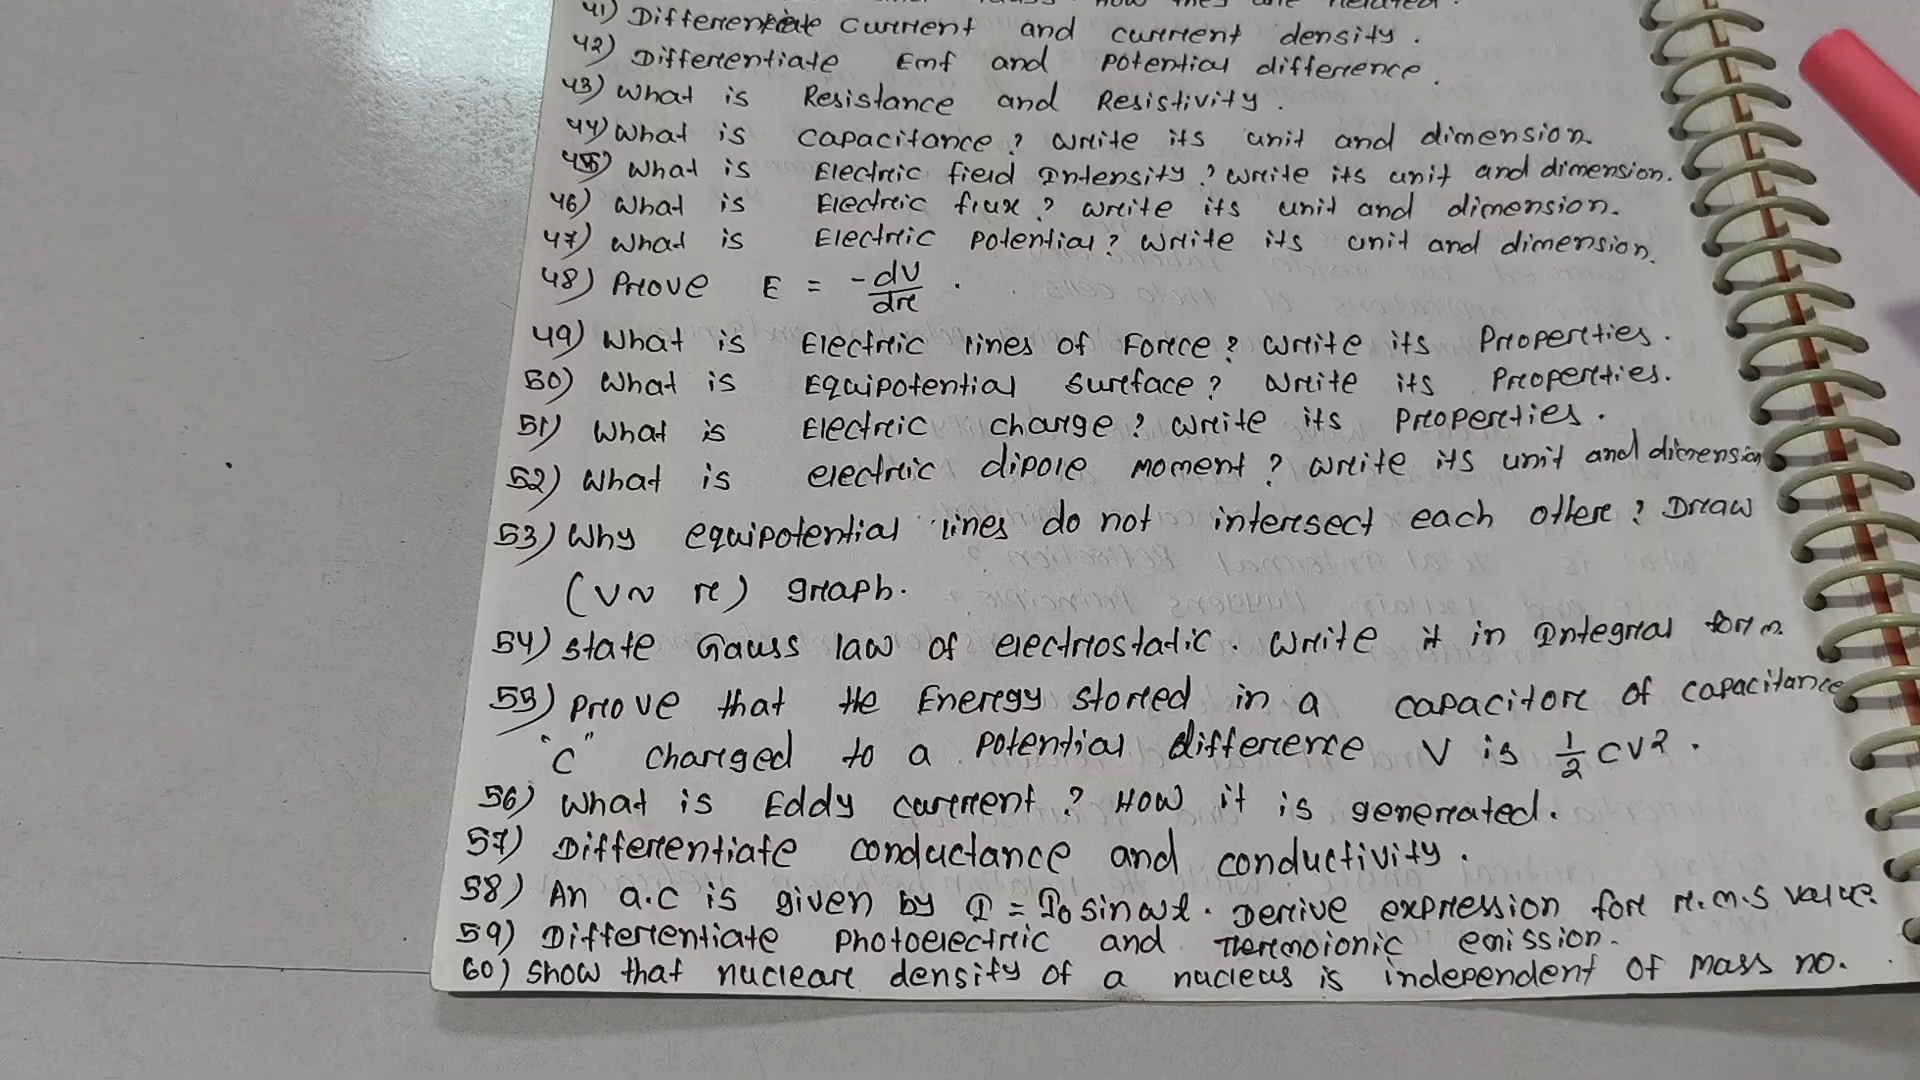 41) Differentiate current and current density.
42) Differentiate Emf and Potential difference.
43) What is Resistance and Resistivity.
44) What is capacitance? Write its unit and dimension.
45) What is Electric field Intensity? Write its unit and dimension.
46) What is Electric flux? Write its unit and dimension.
47) What is Electric Potential? Write its unit and dimension.
48) Prove E = -dV/dr.
49) What is Electric lines of Force? Write its Properties.
50) What is Equipotential surface? Write its Properties.
51) What is Electric charge? Write its Properties.
52) What is electric dipole moment? Write its unit and dimension
53) Why equipotential lines do not intersect each other? Draw
(V~ r) graph.
54) State Gauss law of electrostatic. Write it in Integral form.
55) Prove that the Energy stored in a capacitor of capacitance
"C" charged to a Potential difference V is 1/2 CV².
56) What is Eddy current? How it is generated.
57) Differentiate conductance and conductivity.
58) An a.c is given by I = I₀ sin ωt. Derive expression for r.m.s value.
59) Differentiate Photoelectric and Thermoionic emission.
60) Show that nuclear density of a nucleus is independent of mass no.